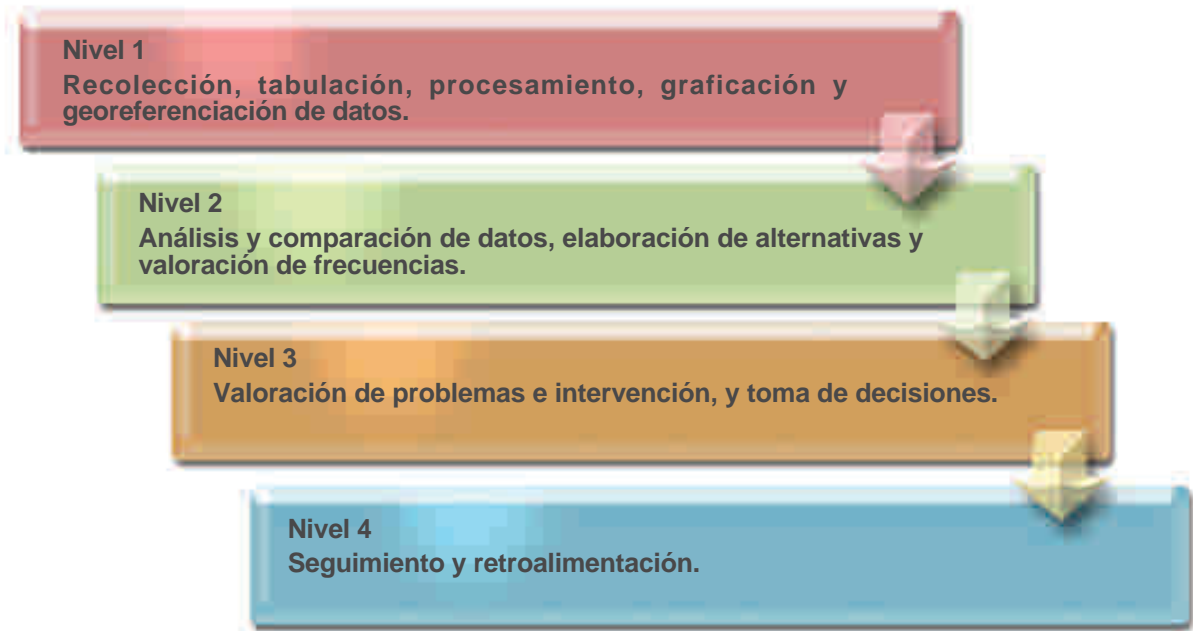 Nivel 1
Recolección, tabulación, procesamiento, graficación y
georeferenciación de datos.
Nivel 2
Análisis y comparación de datos, elaboración de alternativas y
valoración de frecuencias.
Nivel 3
Valoración de problemas e intervención, y toma de decisiones.
Nivel 4
Seguimiento y retroalimentación.